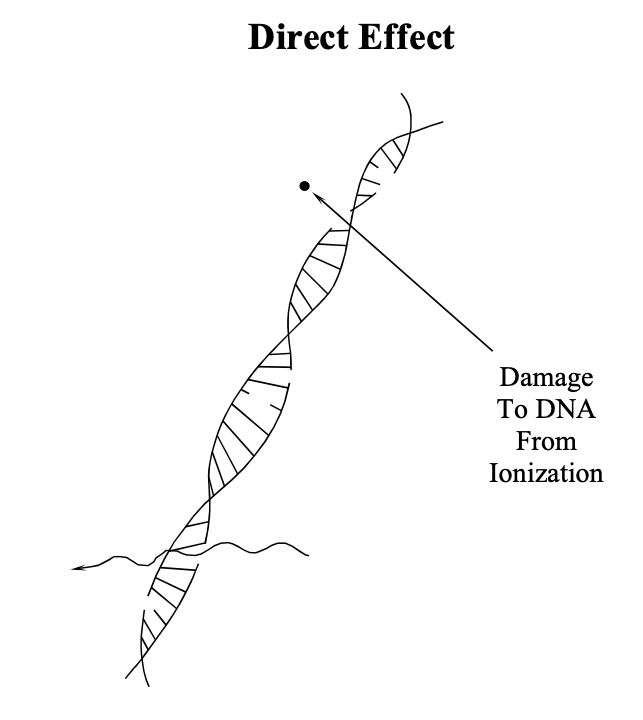 Direct Effect
Damage
To DNA
From
Ionization